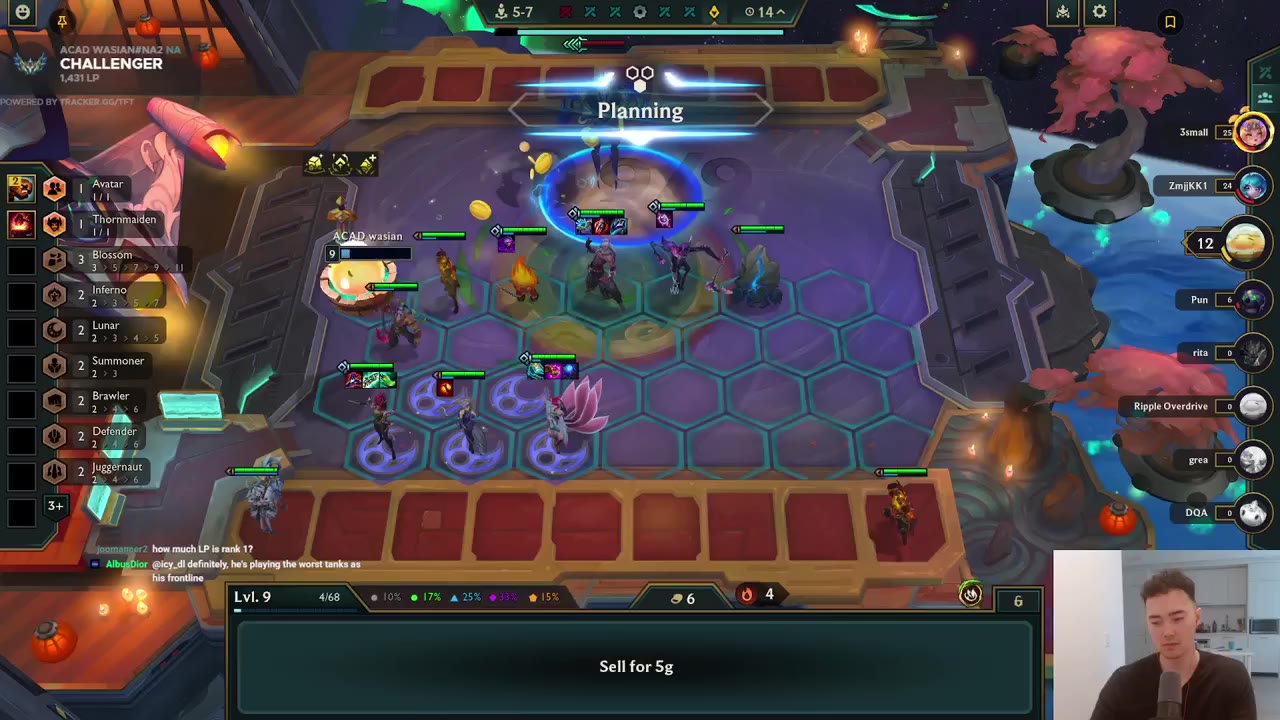 5-7
14
ACAD WASIAN#NA2 NA
CHALLENGER
1,431 LP
POWERED BY TRACKER.GG/TFT
Planning
3small 25
ZmjjKK1 24
12
Pun 6
rita 0
Ripple Overdrive 0
grea 0
DQA 0
2
1 Avatar
1 / 1
1 Thornmaiden
1 / 1
3 Blossom
3 > 5 > 7 > 9 > 11
2 Inferno
2 > 3 > 5 > 7
2 Lunar
2 > 3 > 4 > 5
2 Summoner
2 > 3
2 Brawler
2 > 4 > 6
2 Defender
2 > 4 > 6
2 Juggernaut
2 > 4 > 6
3+
ACAD wasian
9
joomancer2 how much LP is rank 1?
AlbusDior @icy_dl definitely, he's playing the worst tanks as
his frontline
Lvl. 9 4/68 10% 17% 25% 33% 15% 6 4 6
Sell for 5g